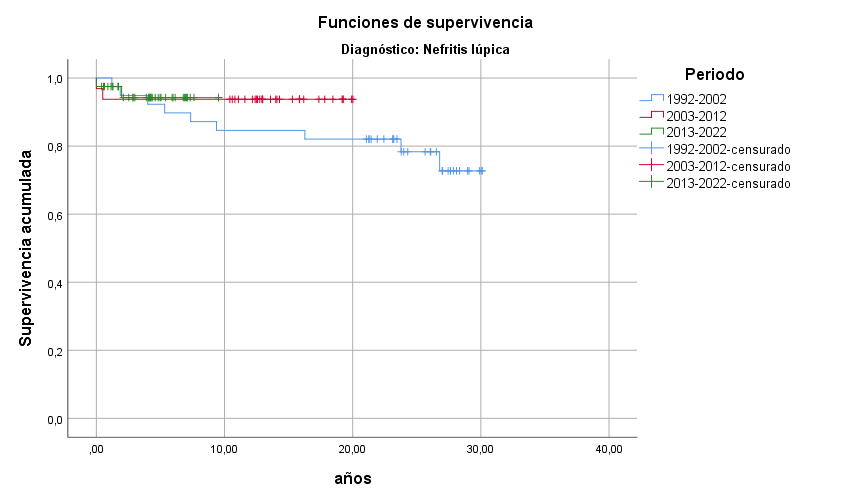 Funciones de supervivencia
Diagnóstico: Nefritis lúpica
Periodo
1992-2002
2003-2012
2013-2022
1992-2002-censurado
2003-2012-censurado
2013-2022-censurado
Supervivencia acumulada
1,0
0,8
0,6
0,4
0,2
0,0
,00
10,00
20,00
30,00
40,00
años